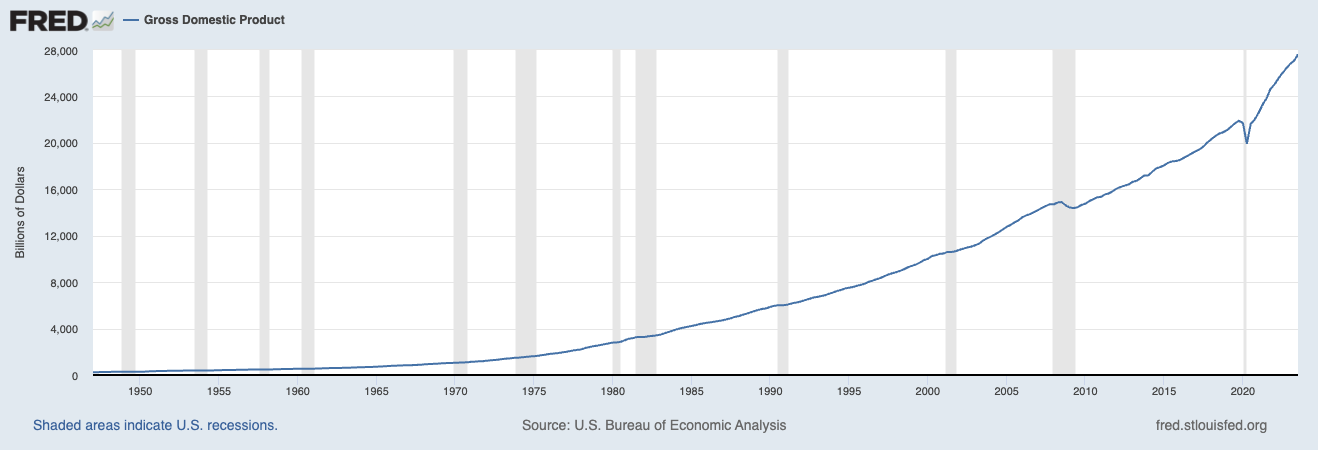 FRED
Gross Domestic Product
28,000
24,000
20,000
16,000
12,000
8,000
4,000
0
Billions of Dollars
1950 1955 1960 1965 1970 1975 1980 1985 1990 1995 2000 2005 2010 2015 2020
Shaded areas indicate U.S. recessions. Source: U.S. Bureau of Economic Analysis fred.stlouisfed.org